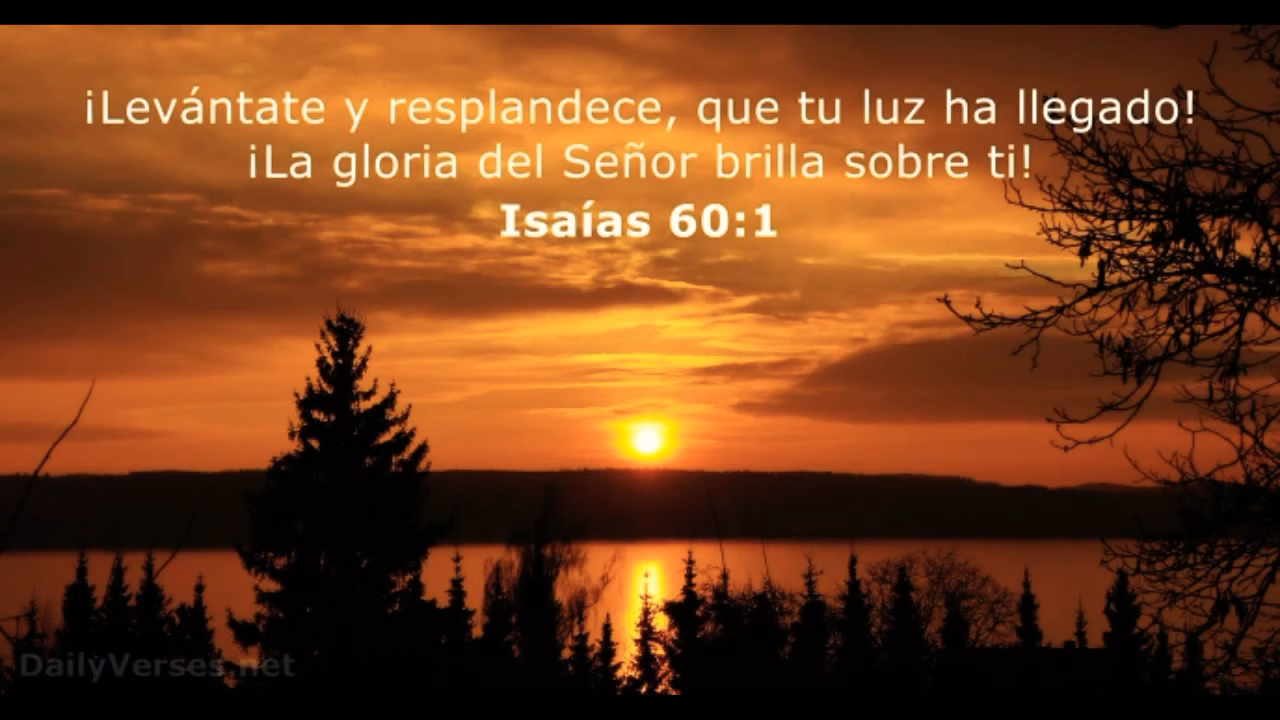 ¡Levántate y resplandece, que tu luz ha llegado!
¡La gloria del Señor brilla sobre ti!
Isaías 60:1
DailyVerses.net